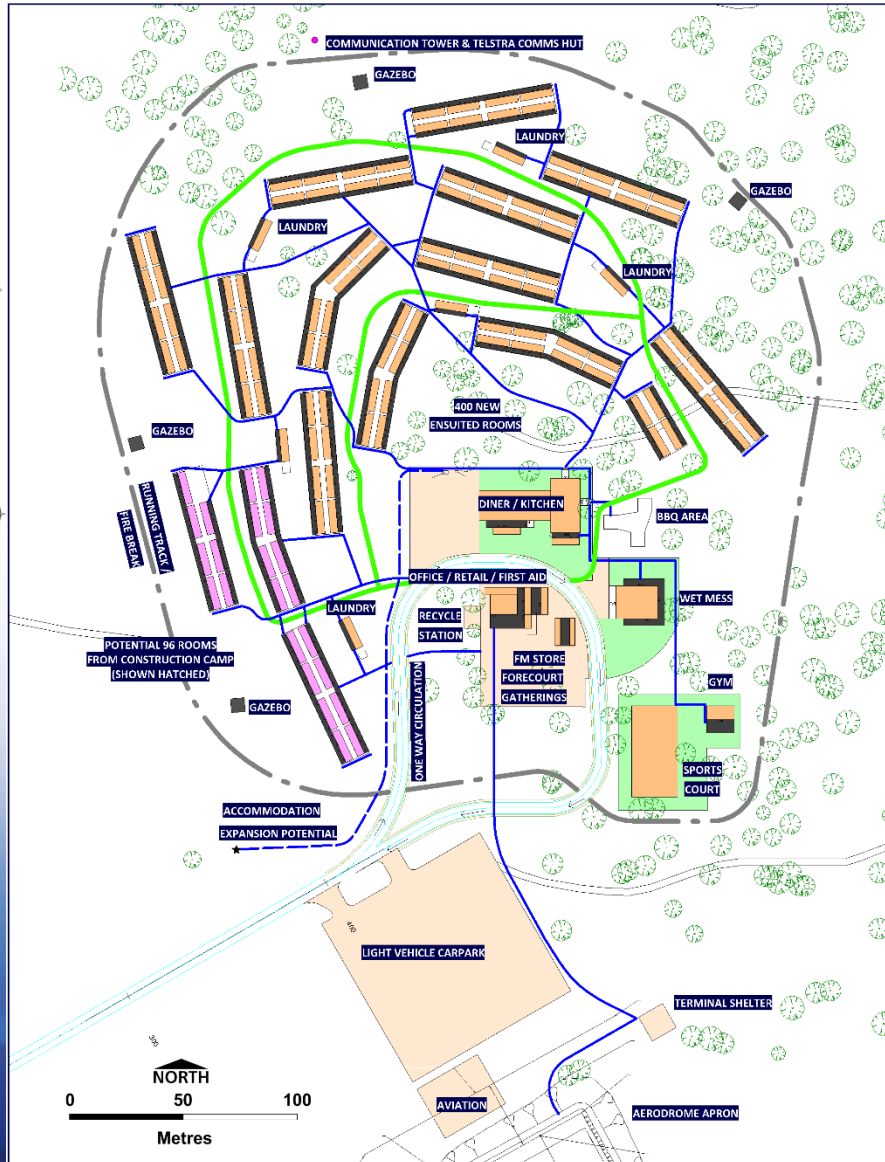 COMMUNICATION TOWER & TELSTRA COMMS HUT
GAZEBO
LAUNDRY
GAZEBO
LAUNDRY
LAUNDRY
400 NEW
ENSUITED ROOMS
GAZEBO
RUNNING TRACK /
FIRE BREAK
DINER / KITCHEN
BBQ AREA
OFFICE / RETAIL / FIRST AID
WET MESS
LAUNDRY
RECYCLE
STATION
POTENTIAL 96 ROOMS
FROM CONSTRUCTION CAMP
(SHOWN HATCHED)
FM STORE
FORECOURT
GATHERINGS
GYM
GAZEBO
ONE WAY CIRCULATION
SPORTS
COURT
ACCOMMODATION
EXPANSION POTENTIAL
400
LIGHT VEHICLE CARPARK
TERMINAL SHELTER
300
NORTH
0 50 100
Metres
AVIATION
AERODROME APRON